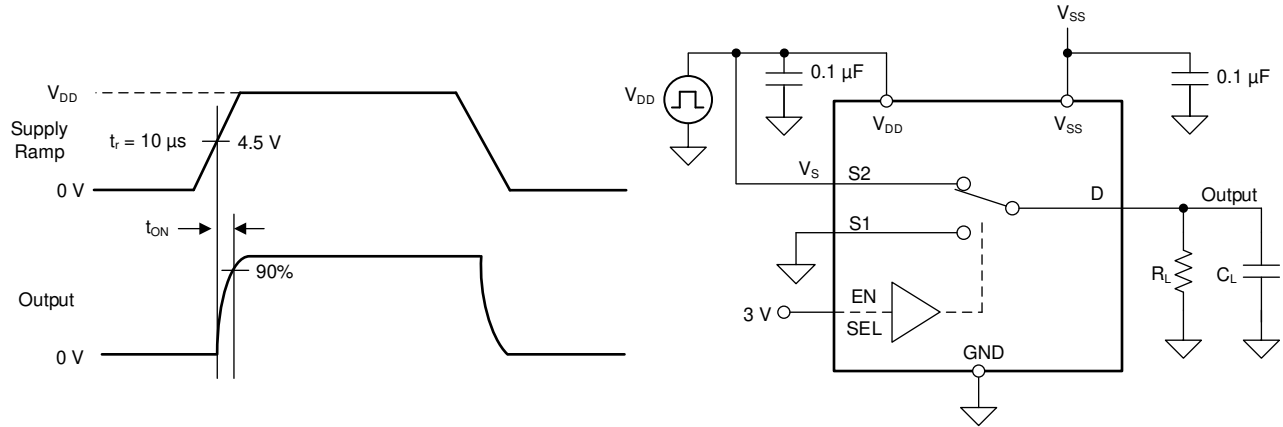 V_DD
Supply
Ramp
t_r = 10 µs
4.5 V
0 V
t_ON
90%
Output
0 V
V_SS
0.1 µF
0.1 µF
V_DD
V_DD
V_SS
V_S
S2
D
Output
S1
R_L
C_L
3 V
EN
SEL
GND